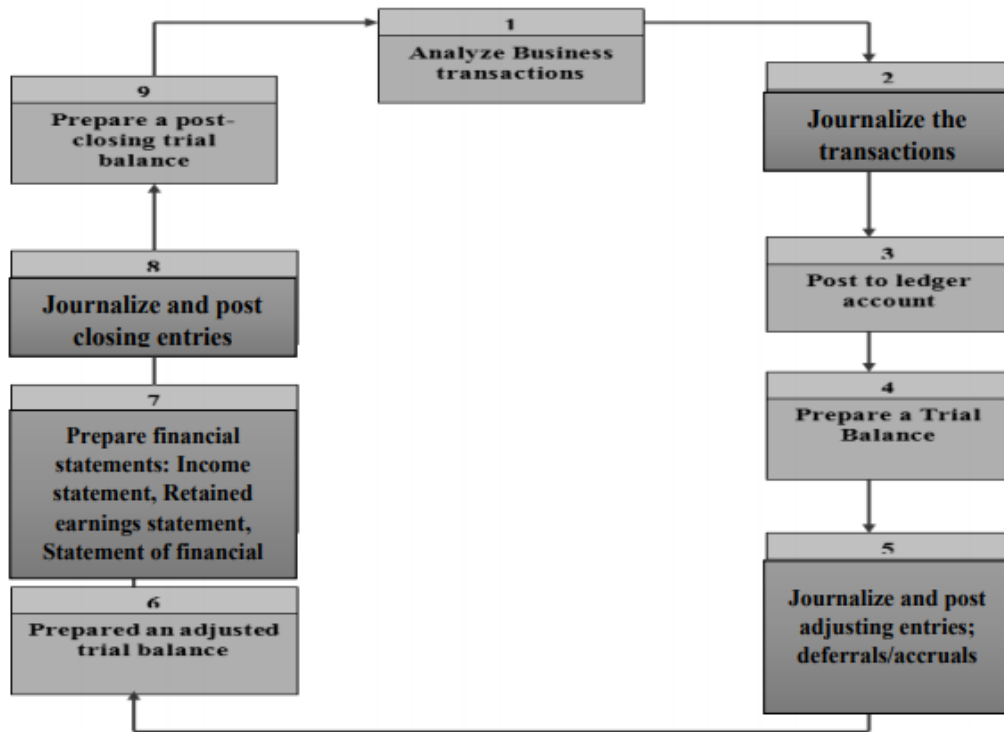 1
Analyze Business
transactions
2
Journalize the
transactions
3
Post to ledger
account
4
Prepare a Trial
Balance
5
Journalize and post
adjusting entries;
deferrals/accruals
6
Prepared an adjusted
trial balance
7
Prepare financial
statements: Income
statement, Retained
earnings statement,
Statement of financial
8
Journalize and post
closing entries
9
Prepare a post-
closing trial
balance